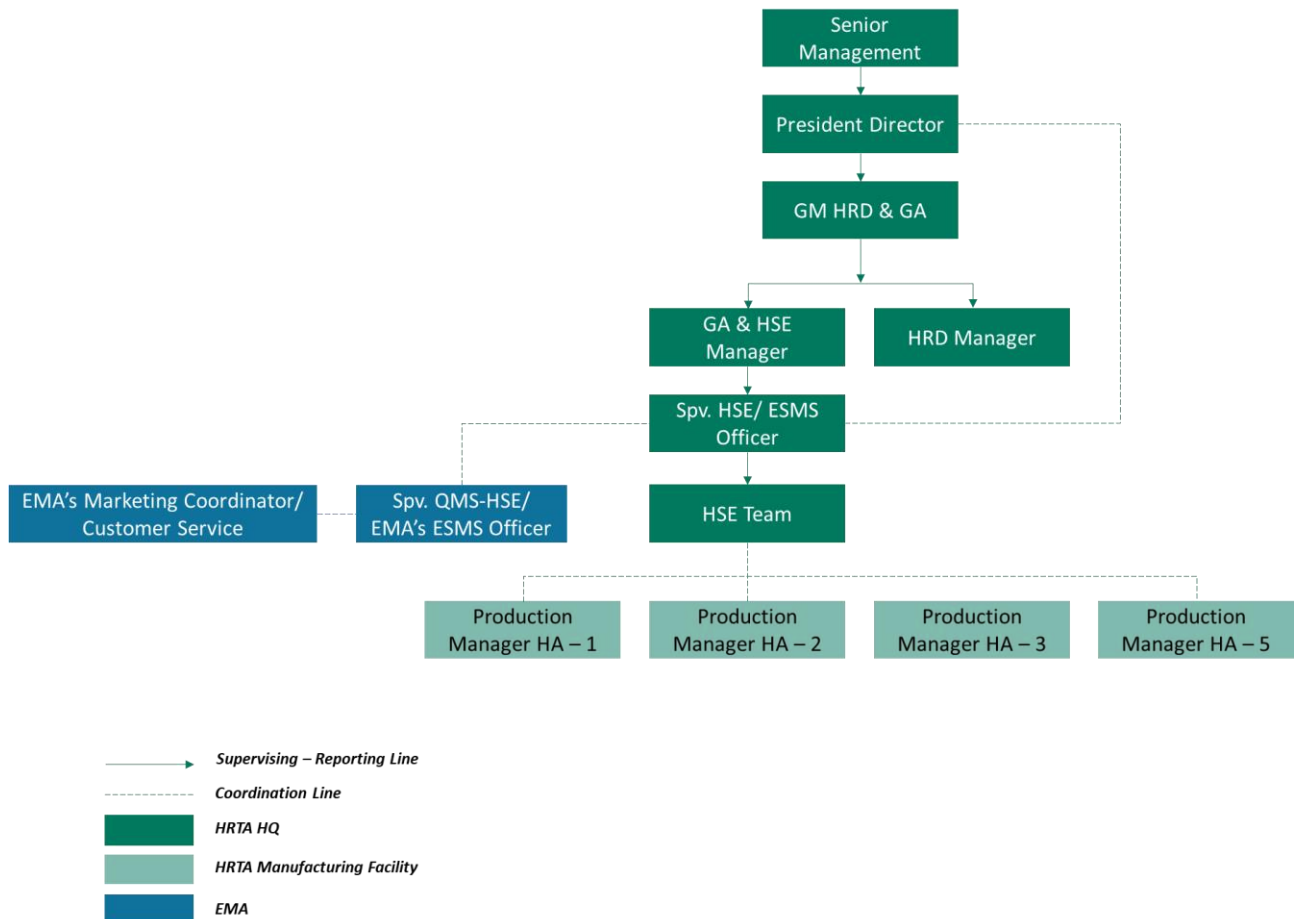 Senior
Management
President Director
GM HRD & GA
GA & HSE
Manager
HRD Manager
Spv. HSE/ ESMS
Officer
EMA’s Marketing Coordinator/
Customer Service
Spv. QMS-HSE/
EMA’s ESMS Officer
HSE Team
Production
Manager HA – 1
Production
Manager HA – 2
Production
Manager HA – 3
Production
Manager HA – 5
Supervising – Reporting Line
Coordination Line
HRTA HQ
HRTA Manufacturing Facility
EMA